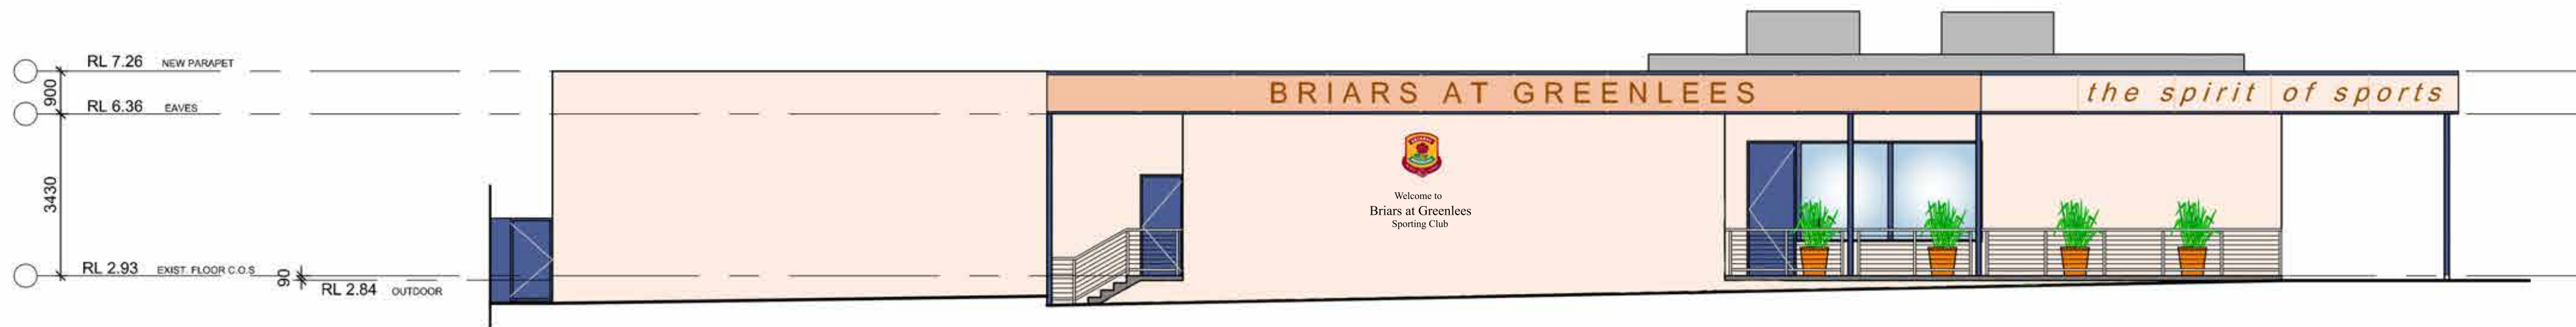 RL 7.26 NEW PARAPET
900
RL 6.36 EAVES
3430
RL 2.93 EXIST. FLOOR C.O.S
90
RL 2.84 OUTDOOR
BRIARS AT GREENLEES
the spirit of sports
Welcome to
Briars at Greenlees
Sporting Club